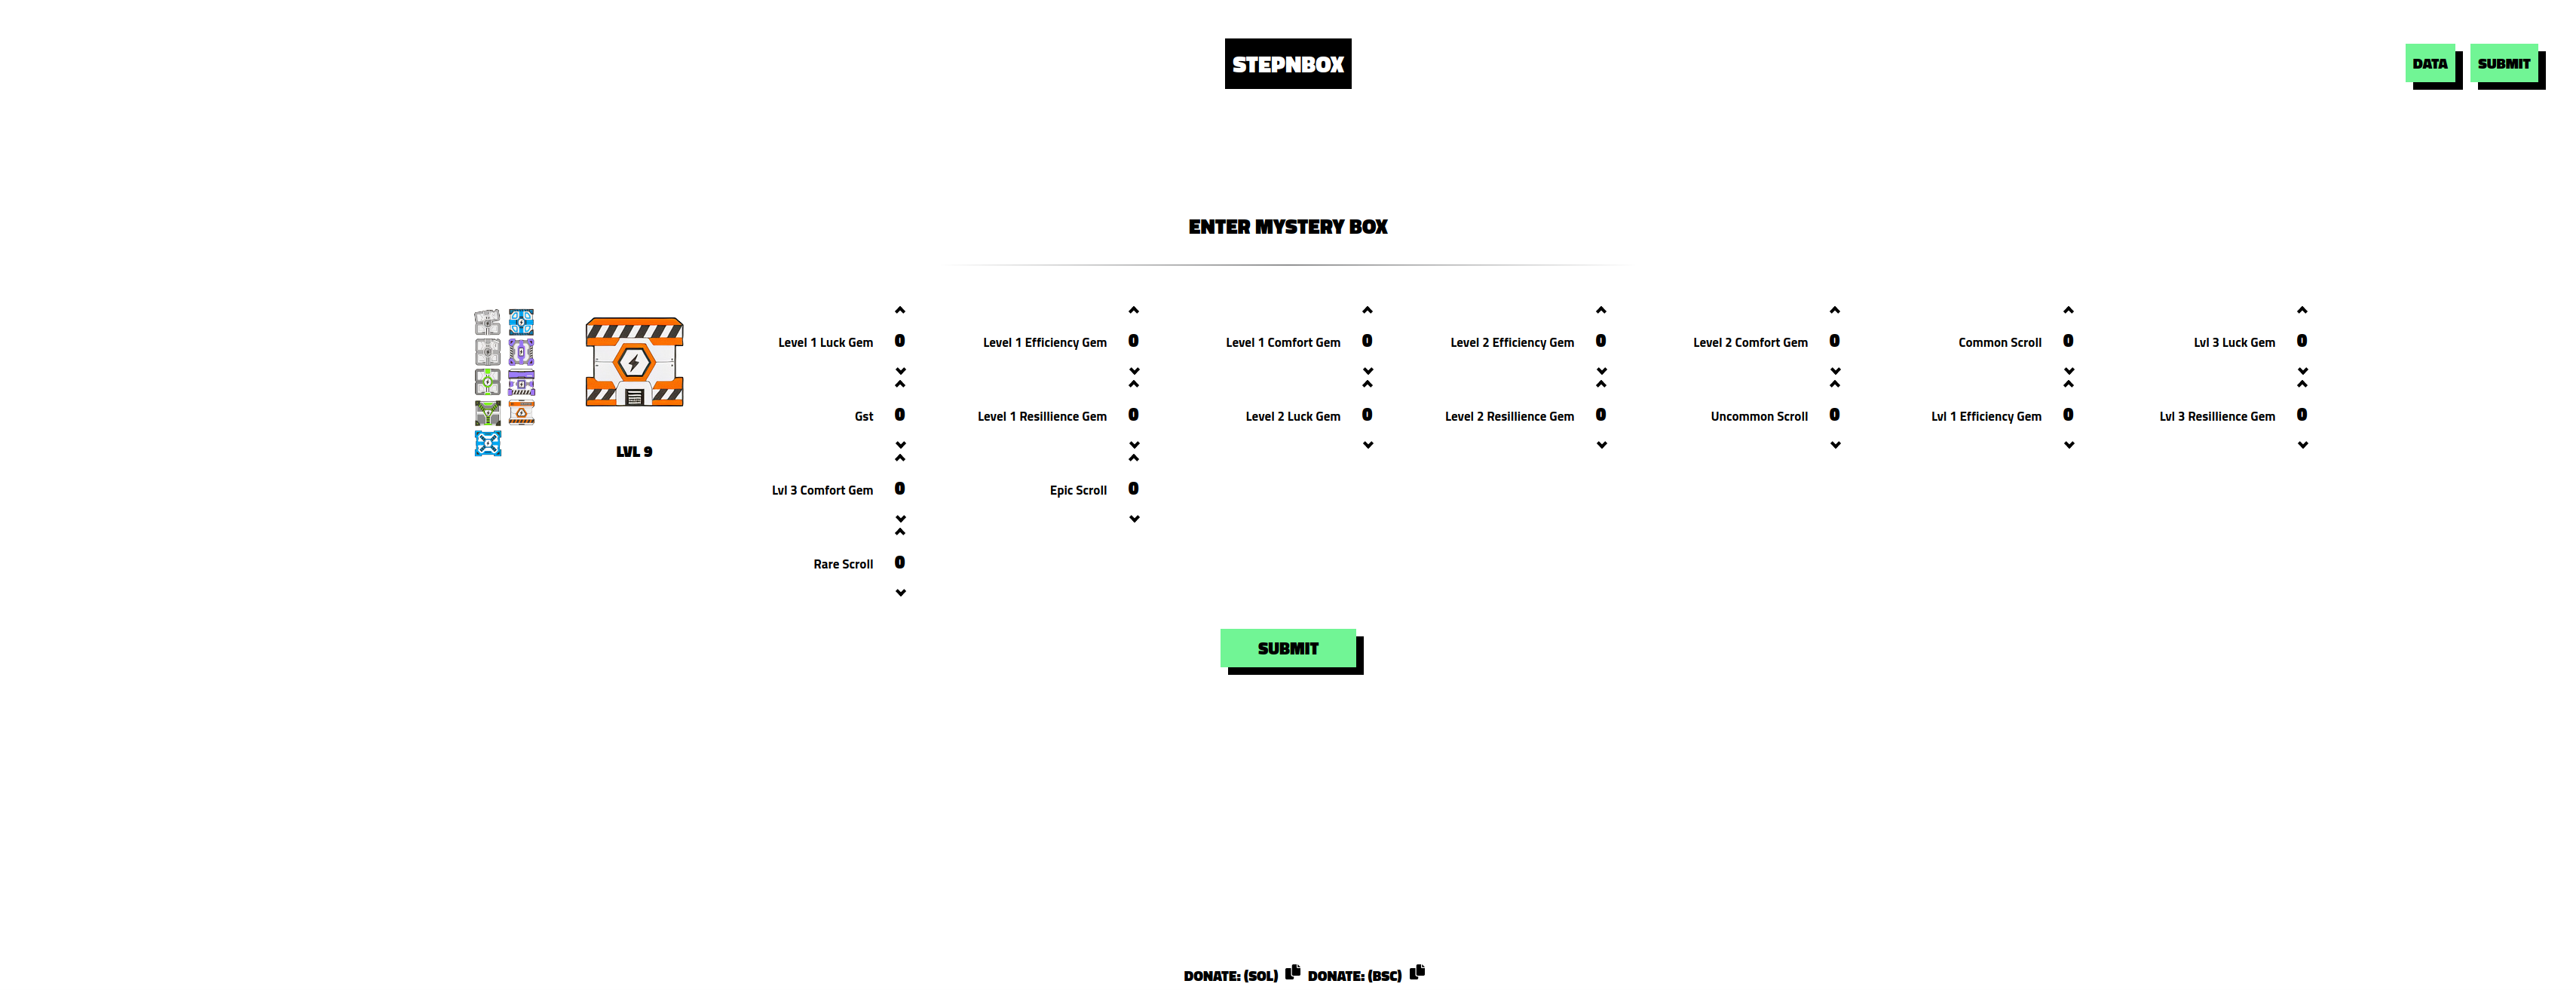 STEPNBOX
DATA SUBMIT
ENTER MYSTERY BOX
Level 1 Luck Gem 0 Level 1 Efficiency Gem 0 Level 1 Comfort Gem 0 Level 2 Efficiency Gem 0 Level 2 Comfort Gem 0 Common Scroll 0 Lvl 3 Luck Gem 0
Gst 0 Level 1 Resillience Gem 0 Level 2 Luck Gem 0 Level 2 Resillience Gem 0 Uncommon Scroll 0 Lvl 1 Efficiency Gem 0 Lvl 3 Resillience Gem 0
LVL 9
Lvl 3 Comfort Gem 0 Epic Scroll 0
Rare Scroll 0
SUBMIT
DONATE: (SOL) DONATE: (BSC)